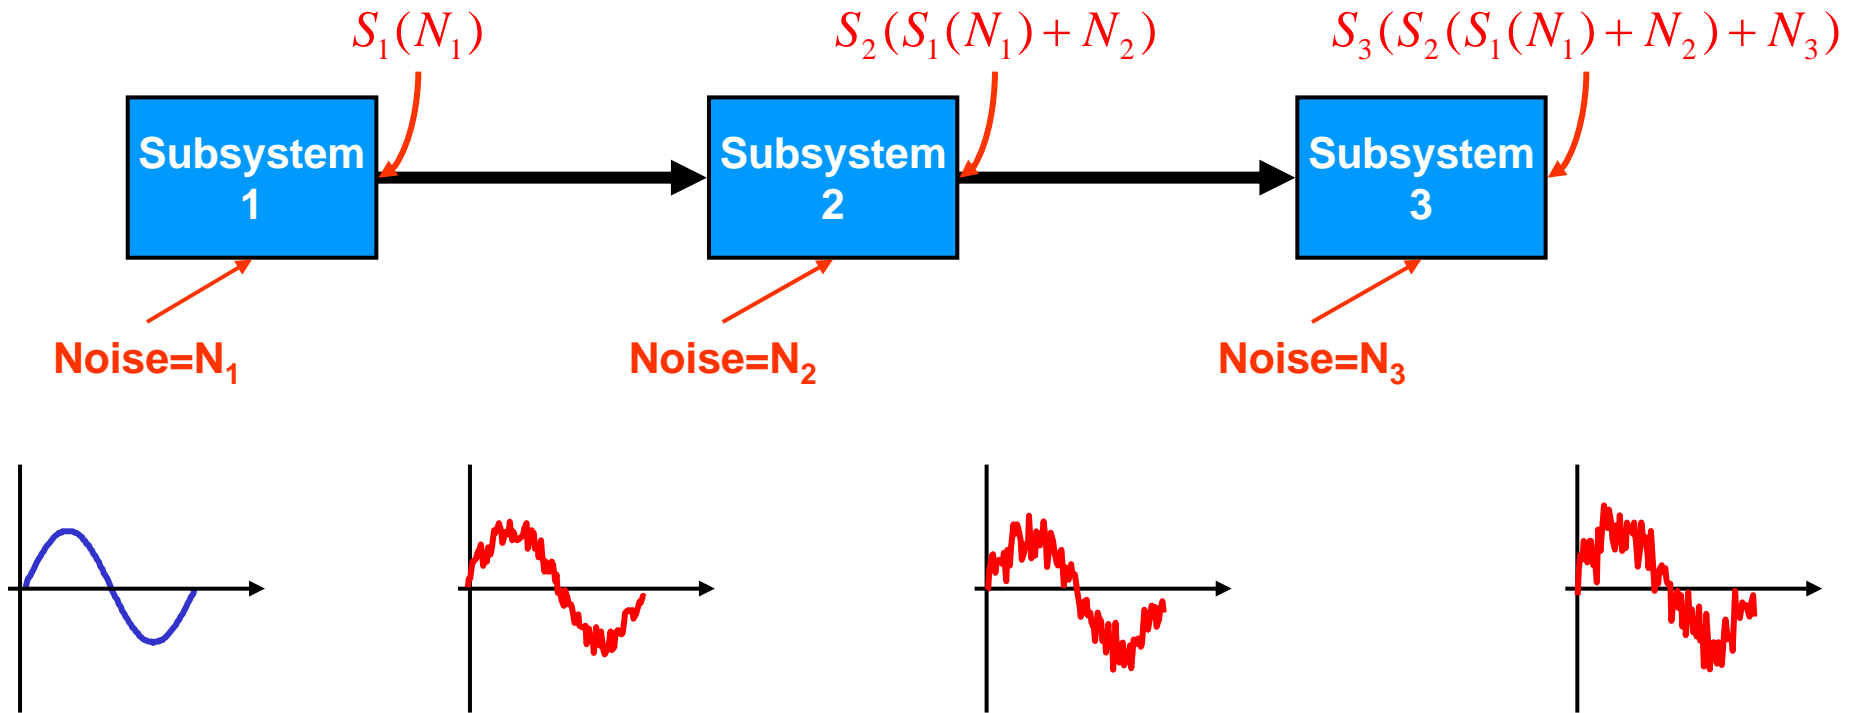 S₁(N₁)
S₂(S₁(N₁)+N₂)
S₃(S₂(S₁(N₁)+N₂)+N₃)
Subsystem
1
Subsystem
2
Subsystem
3
Noise=N₁
Noise=N₂
Noise=N₃